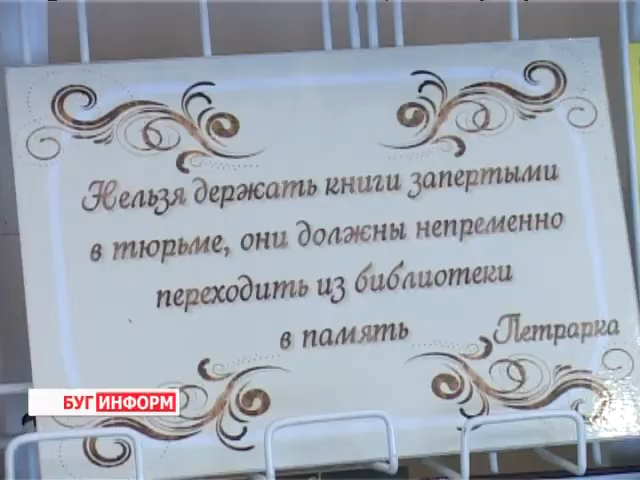 Нельзя держать книги запертыми
в тюрьме, они должны непременно
переходить из библиотеки
в память
Петрарка
БУГ ИНФОРМ